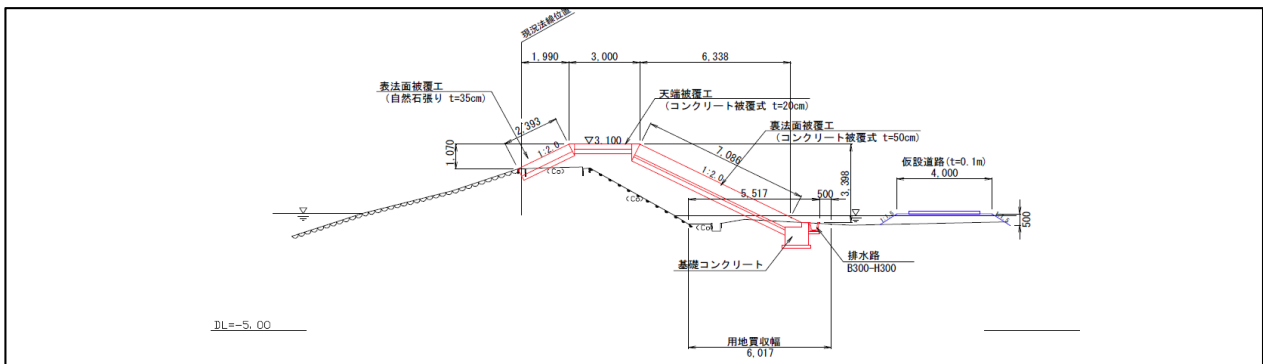 現況法線位置
1,990
3,000
6,338
表法面被覆工
(自然石張り t=35cm)
天端被覆工
(コンクリート被覆式 t=20cm)
裏法面被覆工
(コンクリート被覆式 t=50cm)
2,393
1:2.0
1,070
▽3,100
7,086
1:2.0
3,398
仮設道路(t=0.1m)
4,000
5,517
500
500
(Co)
(Co)
(Co)
基礎コンクリート
排水路
B300-H300
DL=-5.00
用地買収幅
6,017